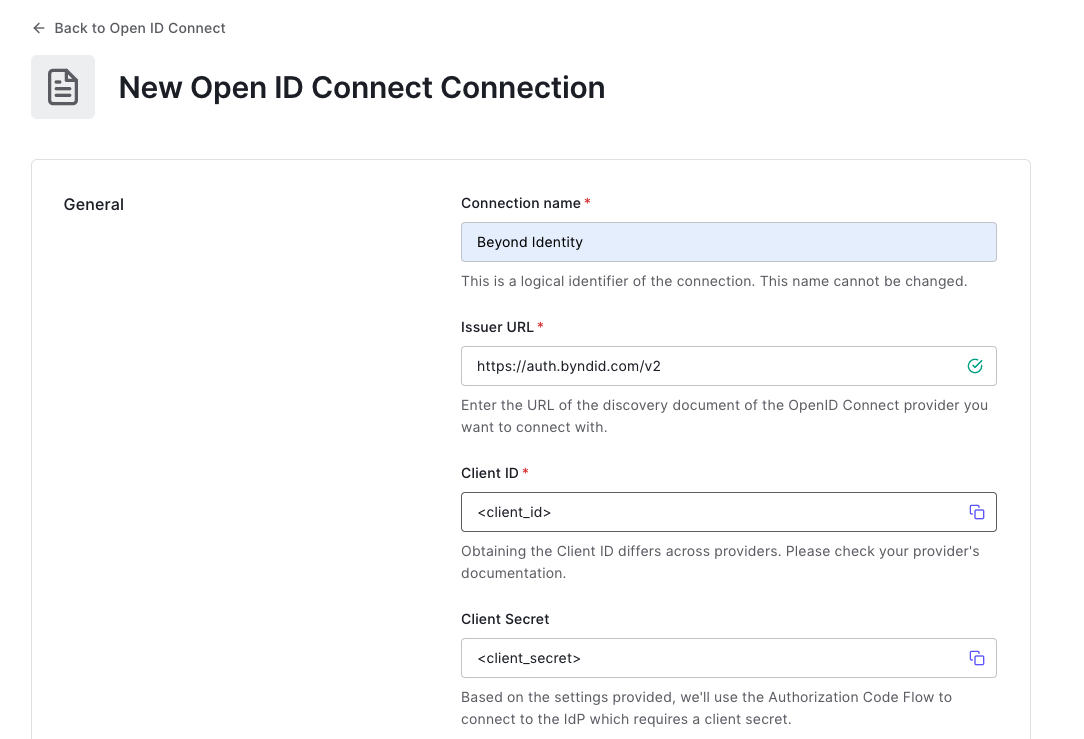 Back to Open ID Connect
New Open ID Connect Connection
General
Connection name *
Beyond Identity
This is a logical identifier of the connection. This name cannot be changed.
Issuer URL *
https://auth.byndid.com/v2
Enter the URL of the discovery document of the OpenID Connect provider you
want to connect with.
Client ID *
<client_id>
Obtaining the Client ID differs across providers. Please check your provider's
documentation.
Client Secret
<client_secret>
Based on the settings provided, we'll use the Authorization Code Flow to
connect to the IdP which requires a client secret.